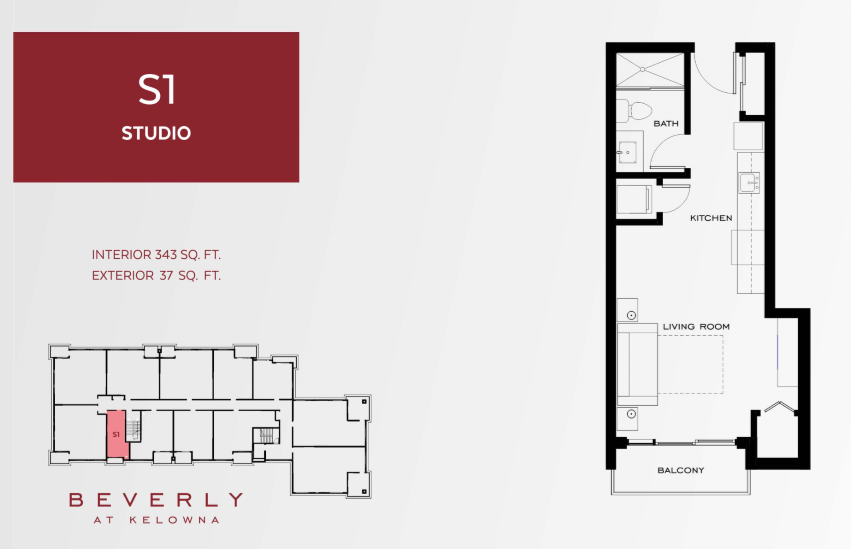 S1
STUDIO
INTERIOR 343 SQ. FT.
EXTERIOR 37 SQ. FT.
S1
BEVERLY
AT KELOWNA
BATH
KITCHEN
LIVING ROOM
BALCONY